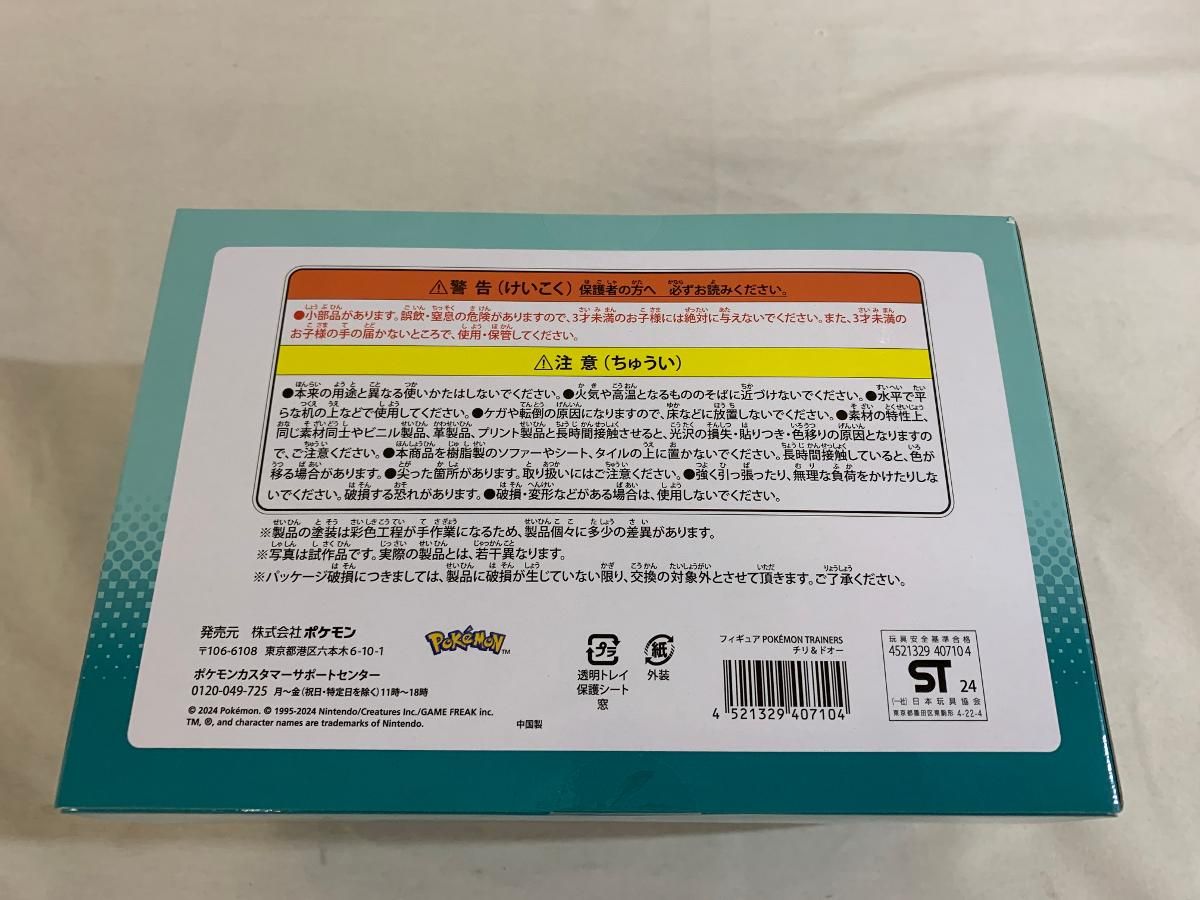 ⚠警告(けいこく) 保護者の方へ 必ずお読みください。
●小部品があります。誤飲・窒息の危険がありますので、3才未満のお子様には絶対に与えないでください。また、3才未満の
お子様の手の届かないところで、使用・保管してください。
⚠注意(ちゅうい)
●本来の用途と異なる使いかたはしないでください。●火気や高温となるもののそばに近づけないでください。●水平で平
らな机の上などで使用してください。●ケガや転倒の原因になりますので、床などに放置しないでください。●素材の特性上、
同じ素材同士やビニル製品、革製品、プリント製品と長時間接触させると、光沢の損失・貼りつき・色移りの原因となりますの
で、ご注意ください。●本商品を樹脂製のソファーやシート、タイルの上に置かないでください。長時間接触していると、色が
移る場合があります。●尖った箇所があります。取り扱いにはご注意ください。●強く引っ張ったり、無理な負荷をかけたりしな
いでください。破損する恐れがあります。●破損・変形などがある場合は、使用しないでください。
※製品の塗装は彩色工程が手作業になるため、製品個々に多少の差異があります。
※写真は試作品です。実際の製品とは、若干異なります。
※パッケージ破損につきましては、製品に破損が生じていない限り、交換の対象外とさせて頂きます。ご了承ください。
発売元 株式会社ポケモン
〒106-6108 東京都港区六本木6-10-1
ポケモンカスタマーサポートセンター
0120-049-725 月〜金(祝日・特定日を除く)11時〜18時
© 2024 Pokémon. © 1995-2024 Nintendo/Creatures Inc./GAME FREAK inc.
TM, ®, and character names are trademarks of Nintendo.
中国製
POKÉMON™
プラ
透明トレイ
保護シート
窓
紙
外装
フィギュア POKÉMON TRAINERS
チリ&ドオー
4 521329 407104
玩具安全基準合格
4521329 407104
ST 24
(一社)日本玩具協会
東京都墨田区東駒形 4-22-4